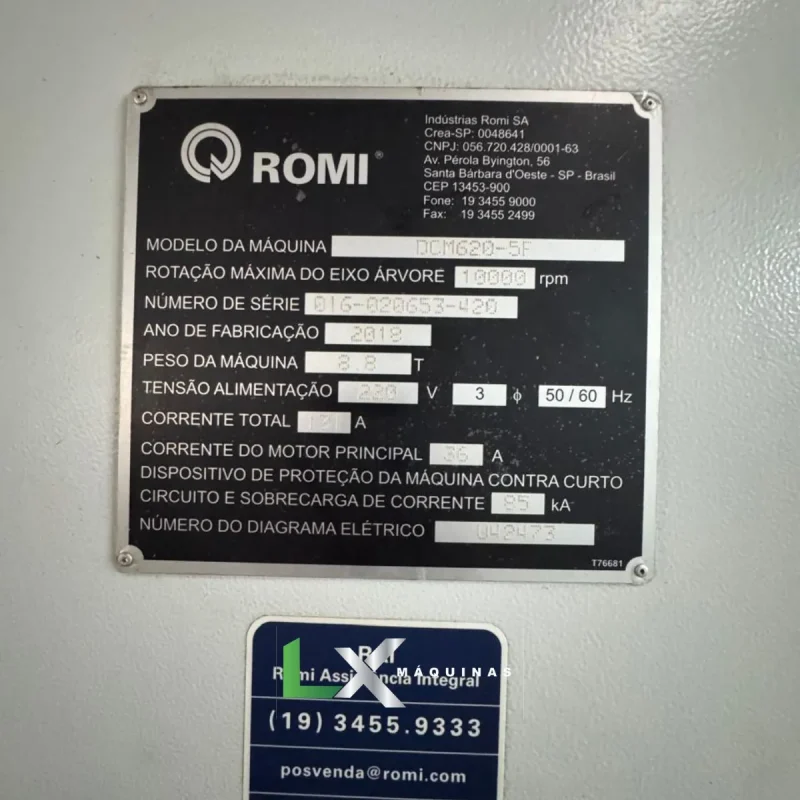 ROMI®
Indústrias Romi SA
Crea-SP: 0048641
CNPJ: 056.720.428/0001-63
Av. Pérola Byington, 56
Santa Bárbara d'Oeste - SP - Brasil
CEP 13453-900
Fone: 19 3455 9000
Fax: 19 3455 2499
MODELO DA MÁQUINA DCM620-5F
ROTAÇÃO MÁXIMA DO EIXO ÁRVORE 10000 rpm
NÚMERO DE SÉRIE 016-020653-420
ANO DE FABRICAÇÃO 2018
PESO DA MÁQUINA 8.8 T
TENSÃO ALIMENTAÇÃO 220 V 3 ϕ 50/60 Hz
CORRENTE TOTAL 131 A
CORRENTE DO MOTOR PRINCIPAL 36 A
DISPOSITIVO DE PROTEÇÃO DA MÁQUINA CONTRA CURTO
CIRCUITO E SOBRECARGA DE CORRENTE 85 kA
NÚMERO DO DIAGRAMA ELÉTRICO U42473
T76681
LX MÁQUINAS
Romi Assistência Integral
(19) 3455.9333
posvenda@romi.com